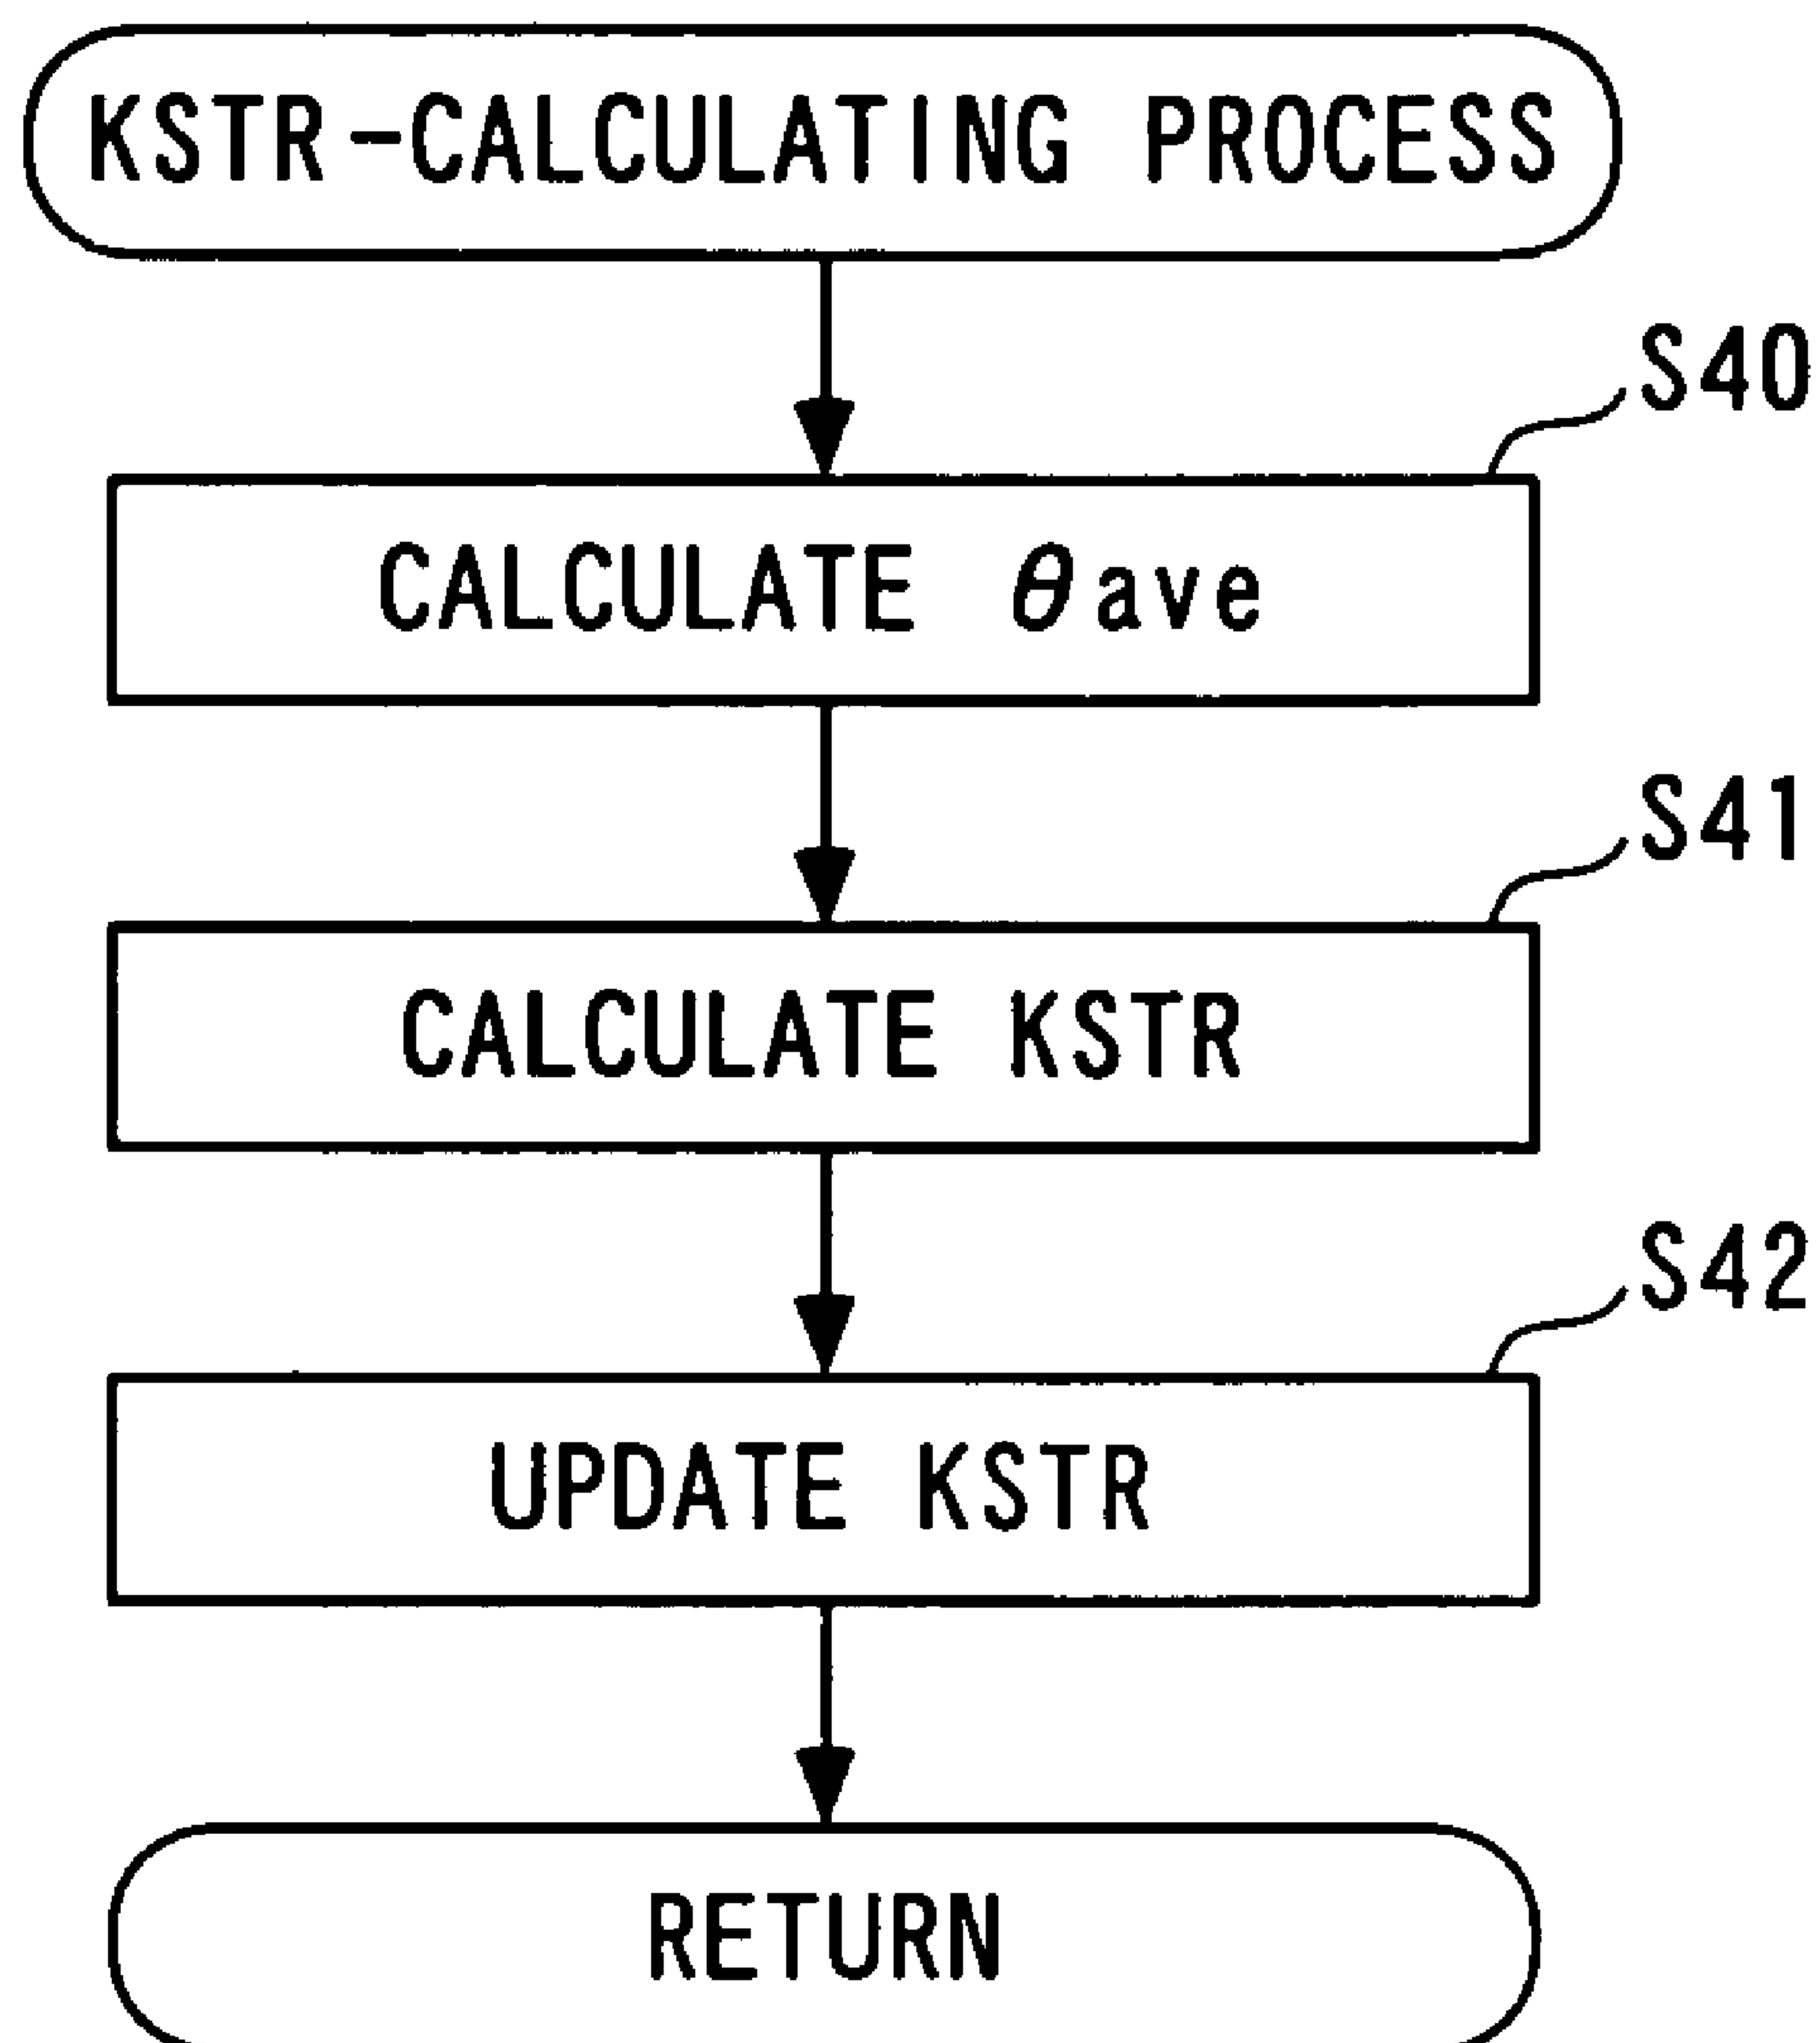 KSTR-CALCULATING PROCESS
S40
CALCULATE θave
S41
CALCULATE KSTR
S42
UPDATE KSTR
RETURN